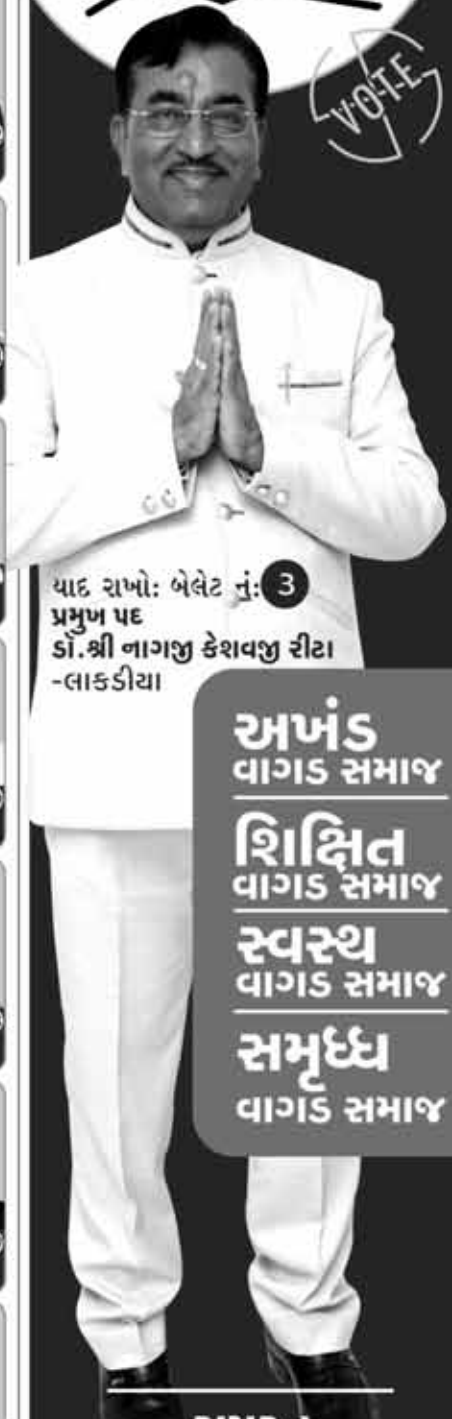 VOTE
યાદ રાખો: બેલેટ નં: 3
પ્રમુખ પદ
ડૉ.શ્રી નાગજી કેશવજી રીટા
-લાકડીયા
અખંડ
વાગડ સમાજ
શિક્ષિત
વાગડ સમાજ
સ્વસ્થ
વાગડ સમાજ
સમૃધ્ધ
વાગડ સમાજ